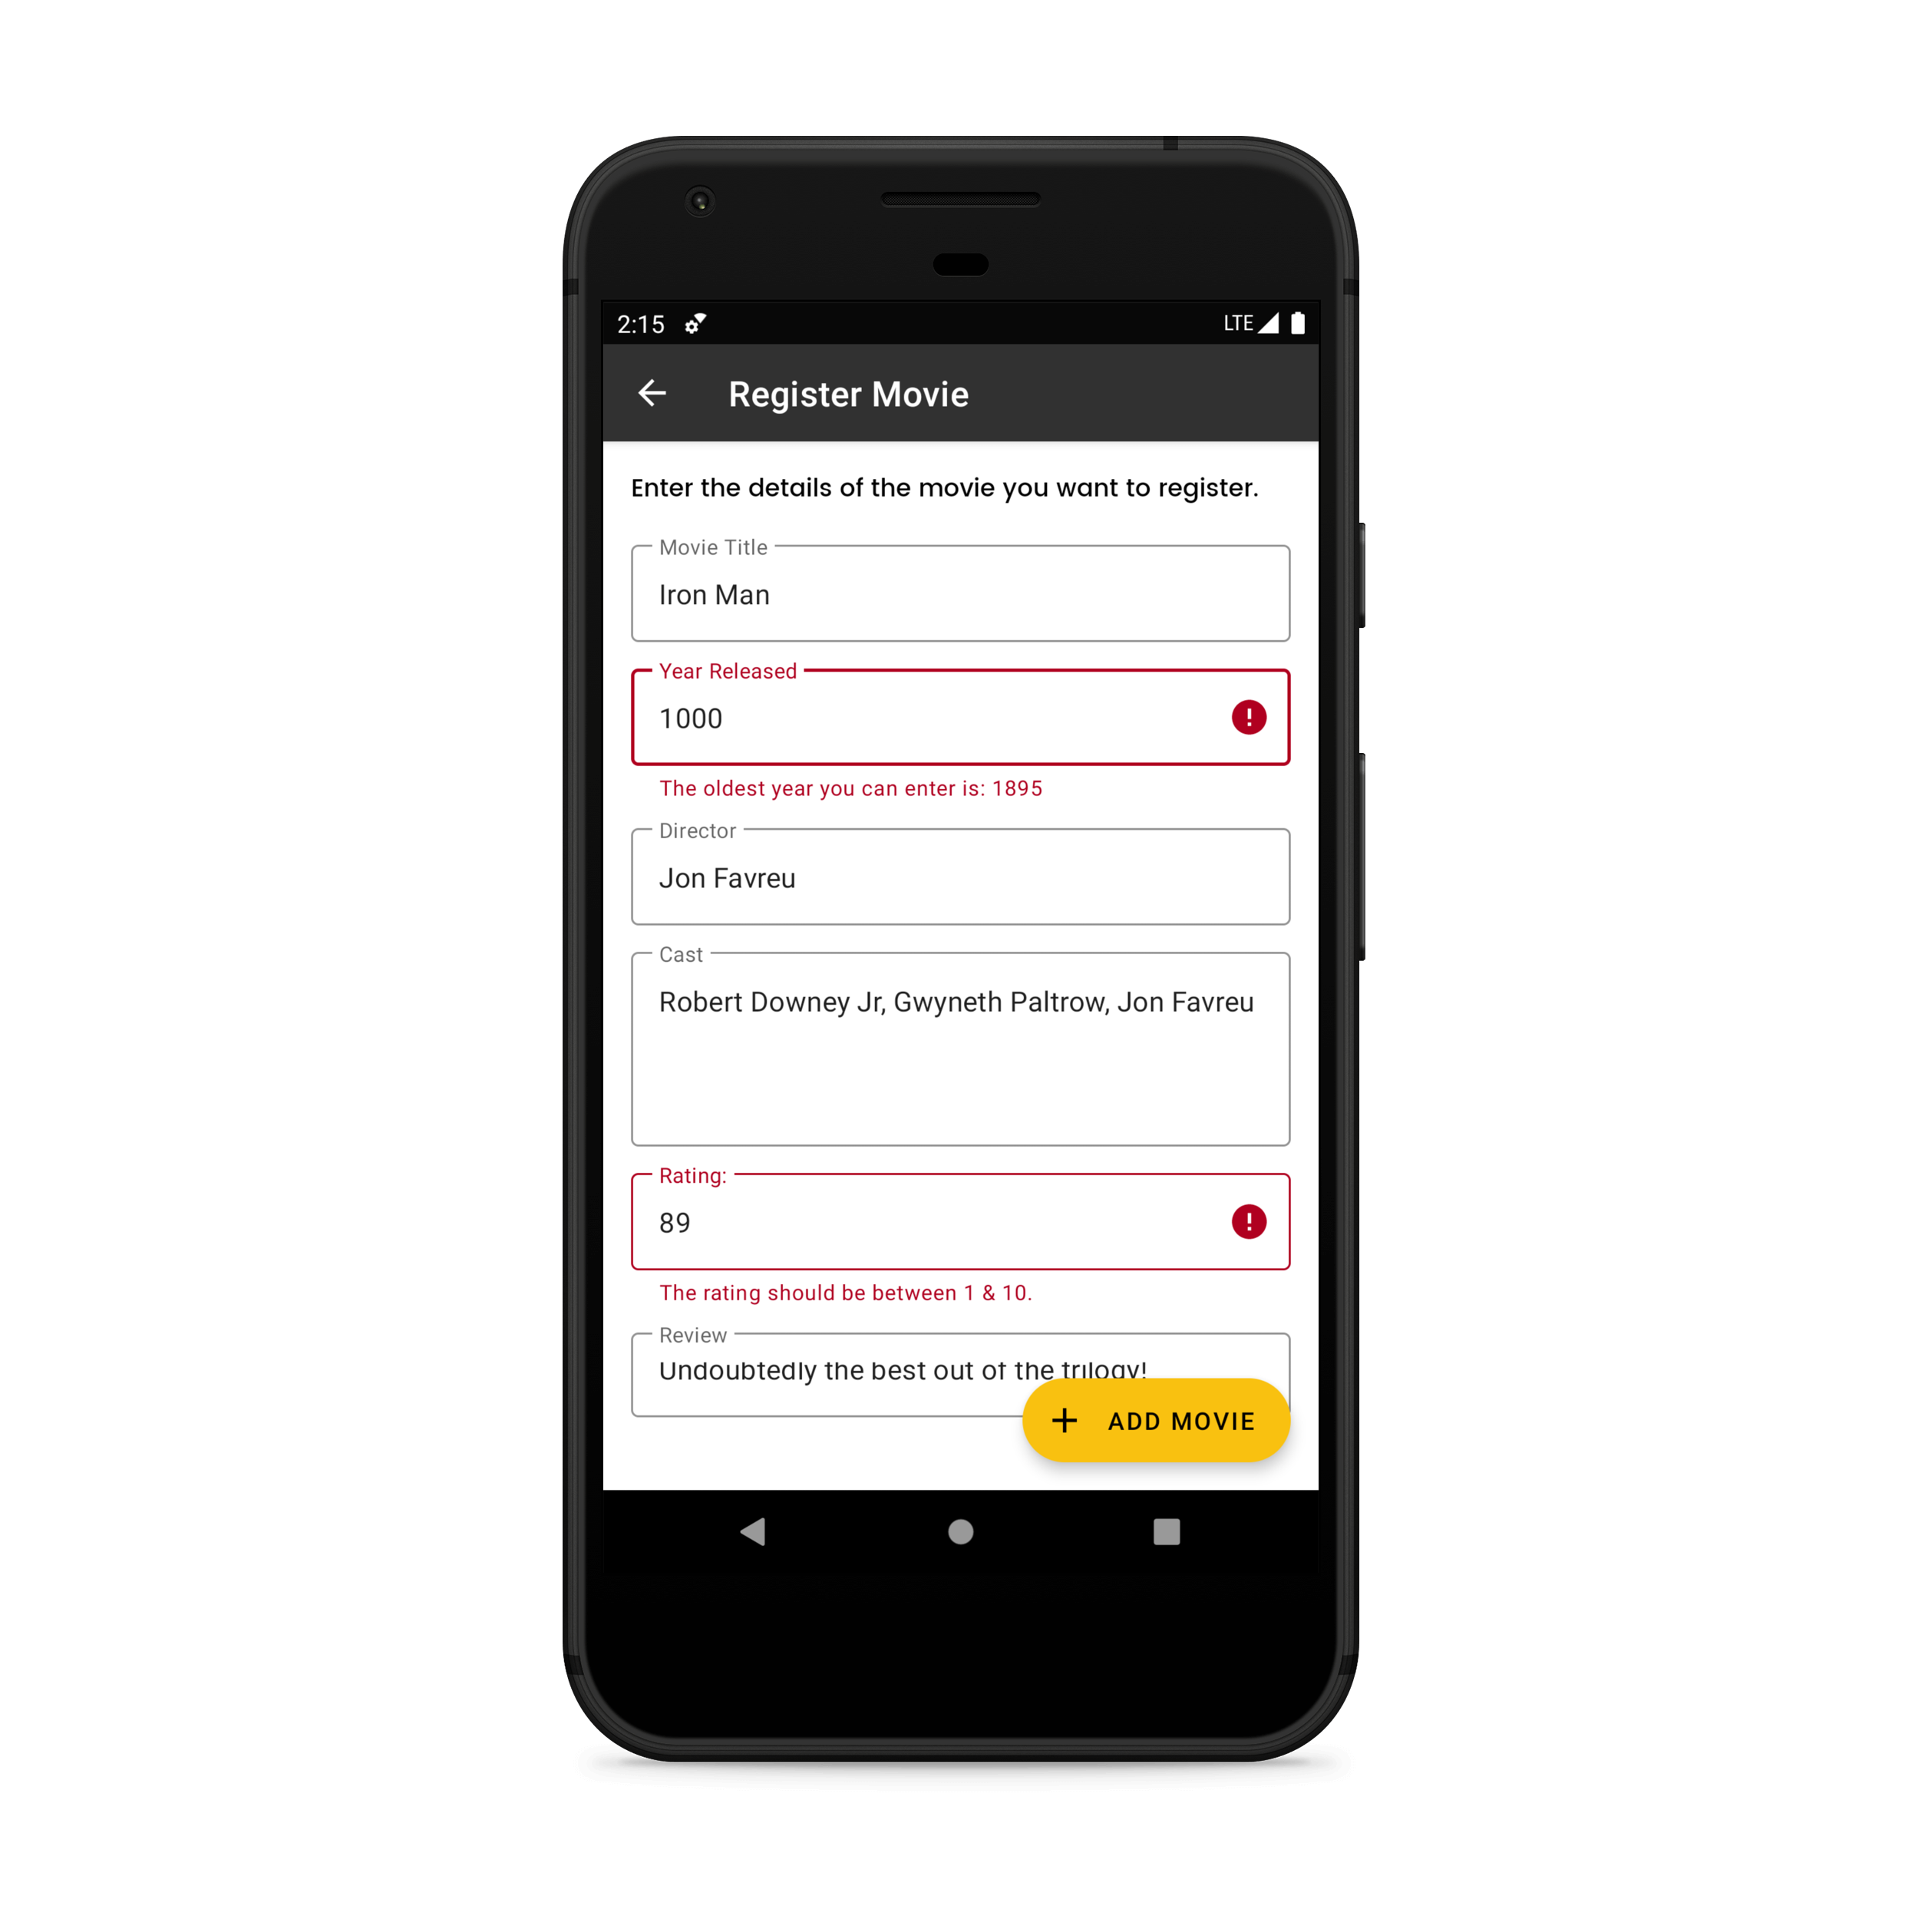 2:15 LTE
Register Movie
Enter the details of the movie you want to register.
Movie Title
Iron Man
Year Released
1000
The oldest year you can enter is: 1895
Director
Jon Favreu
Cast
Robert Downey Jr, Gwyneth Paltrow, Jon Favreu
Rating:
89
The rating should be between 1 & 10.
Review
Undoubtedly the best out of the trilogy!
ADD MOVIE